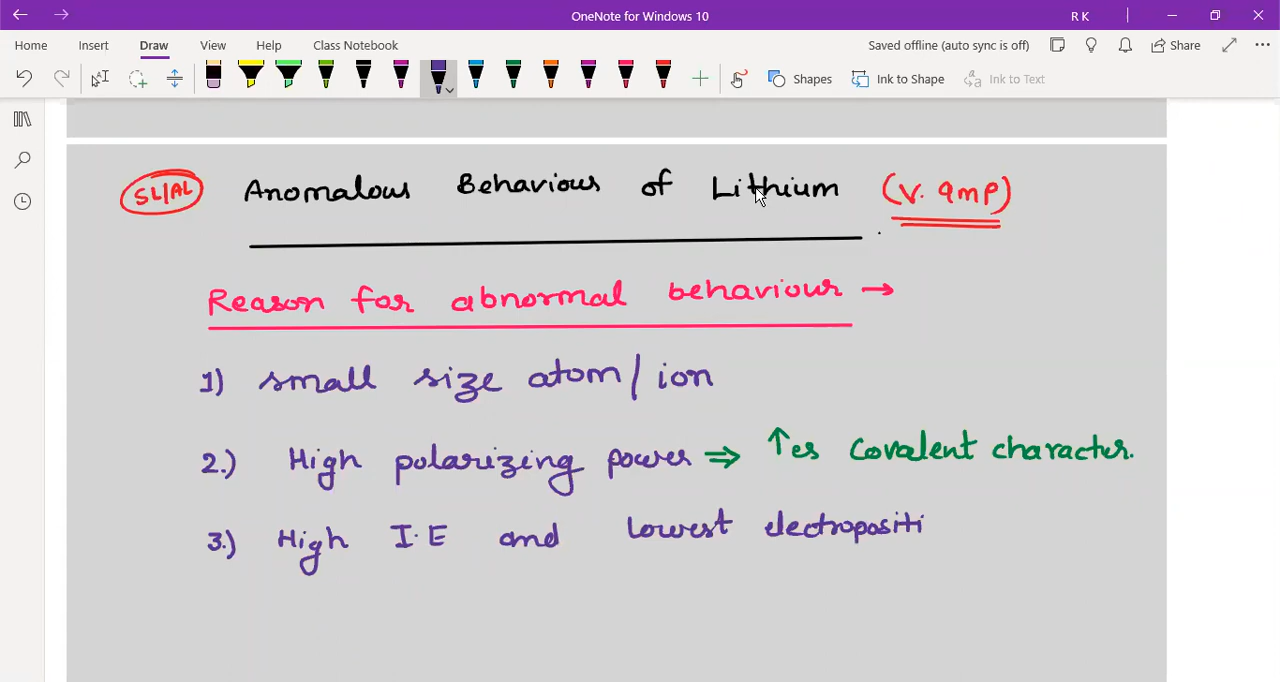 OneNote for Windows 10
R K
Home Insert Draw View Help Class Notebook
Saved offline (auto sync is off) Share
Shapes Ink to Shape Ink to Text
SL/AL Anomalous Behaviour of Lithium (V. Imp)
Reason for abnormal behaviour →
1) small size atom/ion
2.) High polarizing power ⇒ ↑es Covalent character.
3.) High I.E and lowest electropositi